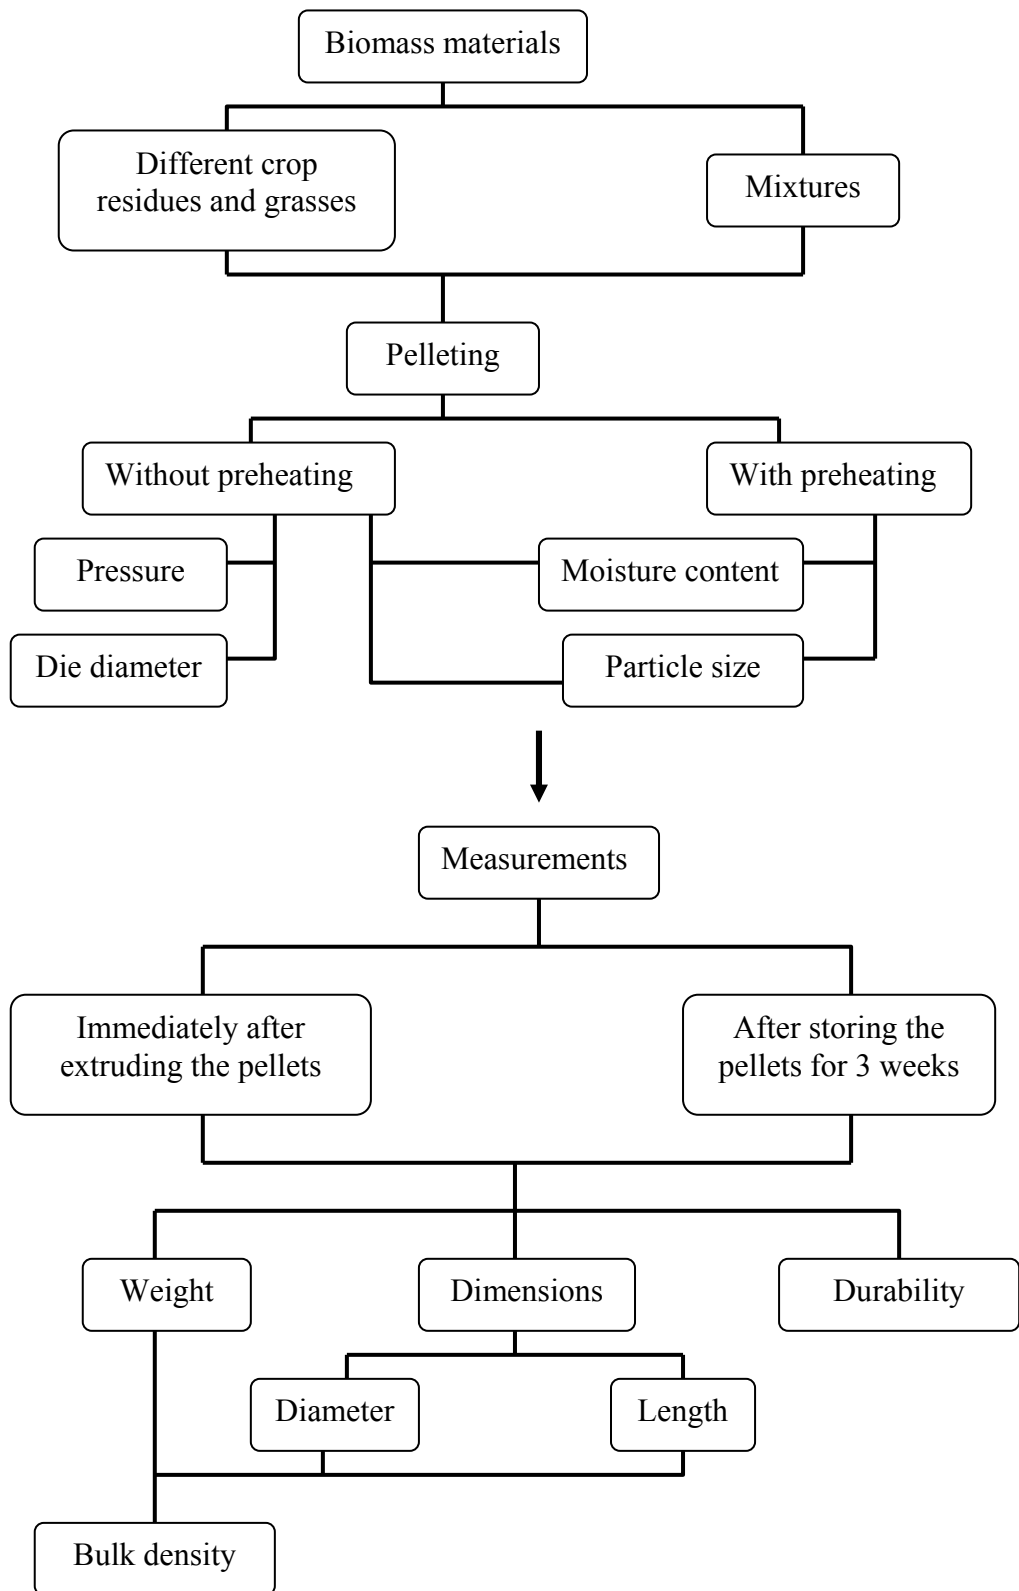 Biomass materials
Different crop
residues and grasses
Mixtures
Pelleting
Without preheating
With preheating
Pressure
Moisture content
Die diameter
Particle size
Measurements
Immediately after
extruding the pellets
After storing the
pellets for 3 weeks
Weight
Dimensions
Durability
Diameter
Length
Bulk density